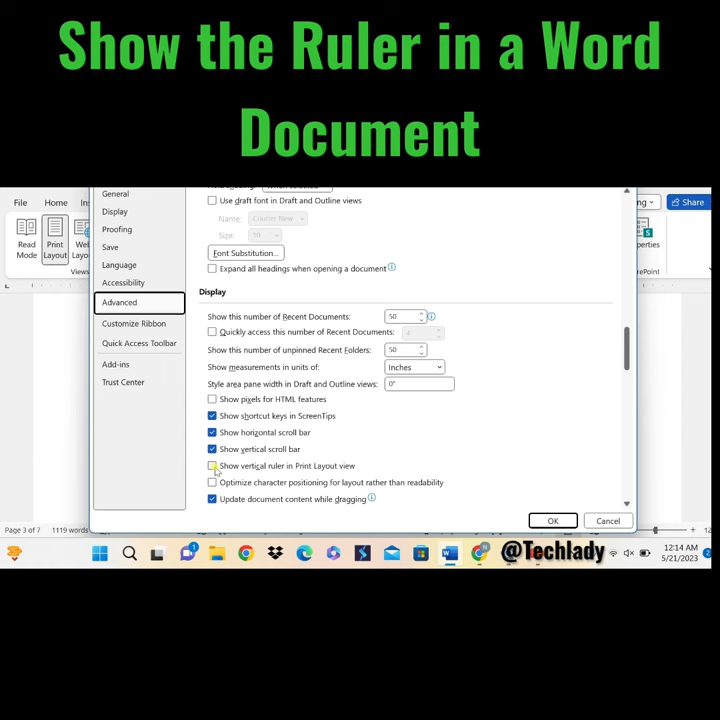 Show the Ruler in a Word
Document
File
Home
Share
Read
Mode
Print
Layout
Views
General
Display
Proofing
Save
Language
Accessibility
Advanced
Customize Ribbon
Quick Access Toolbar
Add-ins
Trust Center
Use draft font in Draft and Outline views
Name: Courier New
Size: 10
Font Substitution...
Expand all headings when opening a document
Display
Show this number of Recent Documents: 50
Quickly access this number of Recent Documents: 4
Show this number of unpinned Recent Folders: 50
Show measurements in units of: Inches
Style area pane width in Draft and Outline views: 0"
Show pixels for HTML features
Show shortcut keys in ScreenTips
Show horizontal scroll bar
Show vertical scroll bar
Show vertical ruler in Print Layout view
Optimize character positioning for layout rather than readability
Update document content while dragging
OK
Cancel
Page 3 of 7 1119 words
@Techlady
12:14 AM
5/21/2023